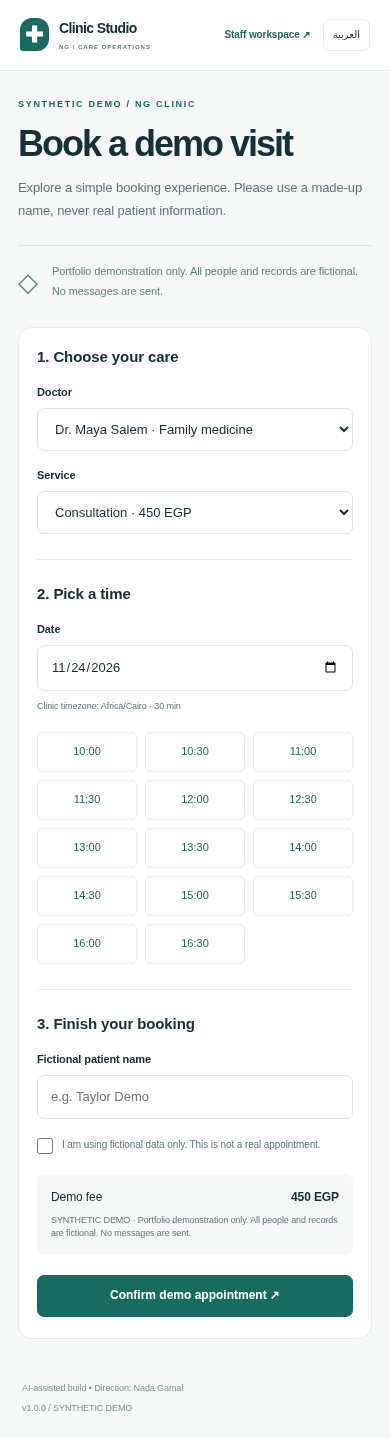 Clinic Studio
NG / CARE OPERATIONS
Staff workspace ↗
العربية
SYNTHETIC DEMO / NG CLINIC
Book a demo visit
Explore a simple booking experience. Please use a made-up
name, never real patient information.
Portfolio demonstration only. All people and records are fictional.
No messages are sent.
1. Choose your care
Doctor
Dr. Maya Salem · Family medicine
Service
Consultation · 450 EGP
2. Pick a time
Date
11/24/2026
Clinic timezone: Africa/Cairo · 30 min
10:00 10:30 11:00
11:30 12:00 12:30
13:00 13:30 14:00
14:30 15:00 15:30
16:00 16:30
3. Finish your booking
Fictional patient name
e.g. Taylor Demo
I am using fictional data only. This is not a real appointment.
Demo fee 450 EGP
SYNTHETIC DEMO · Portfolio demonstration only. All people and records
are fictional. No messages are sent.
Confirm demo appointment ↗
AI-assisted build • Direction: Nada Gamal
v1.0.0 / SYNTHETIC DEMO